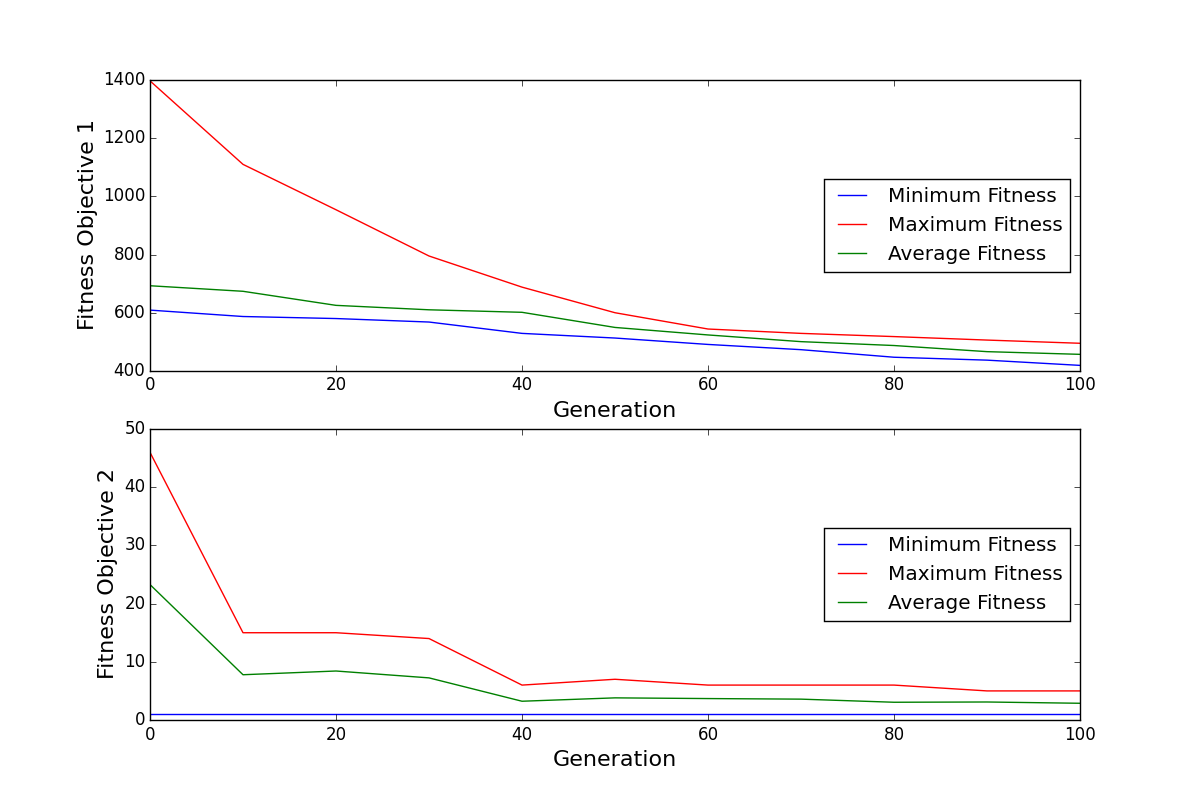 Fitness Objective 1
1400
1200
1000
800
600
400
0 20 40 60 80 100
Generation
Minimum Fitness
Maximum Fitness
Average Fitness
Fitness Objective 2
50
40
30
20
10
0
0 20 40 60 80 100
Generation
Minimum Fitness
Maximum Fitness
Average Fitness